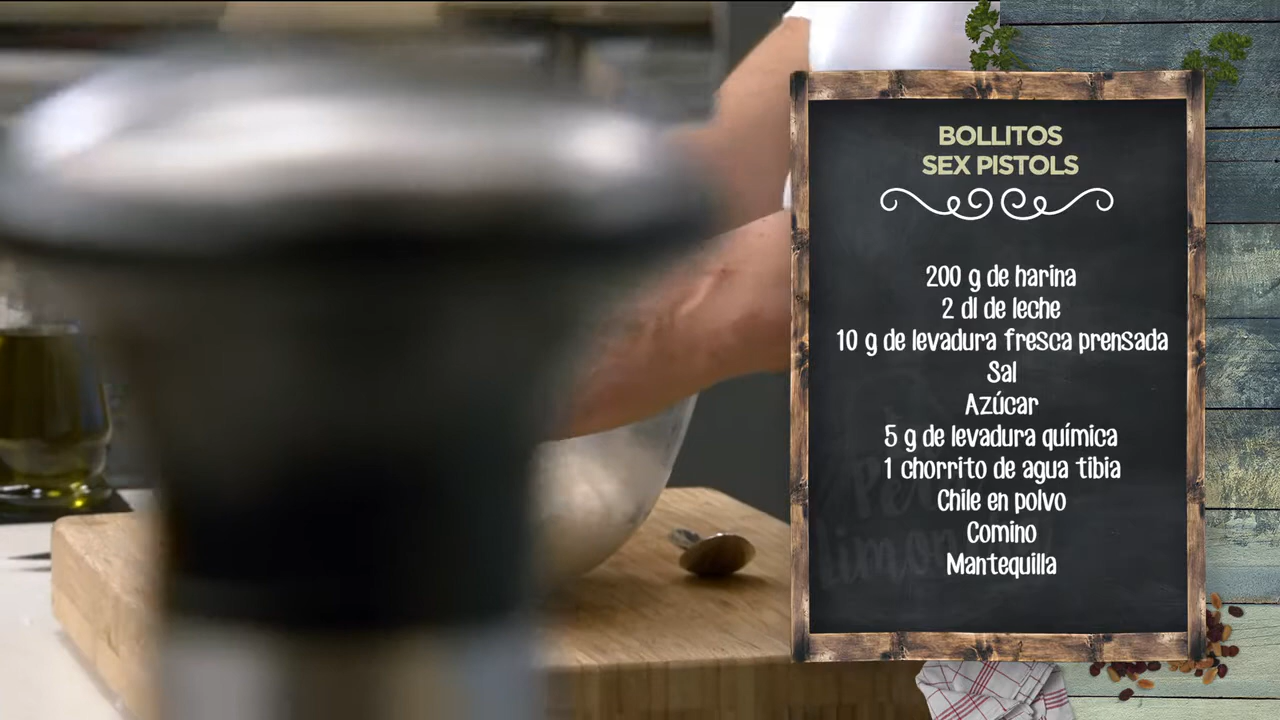 BOLLITOS
SEX PISTOLS
200 g de harina
2 dl de leche
10 g de levadura fresca prensada
Sal
Azúcar
5 g de levadura química
1 chorrito de agua tibia
Chile en polvo
Comino
Mantequilla